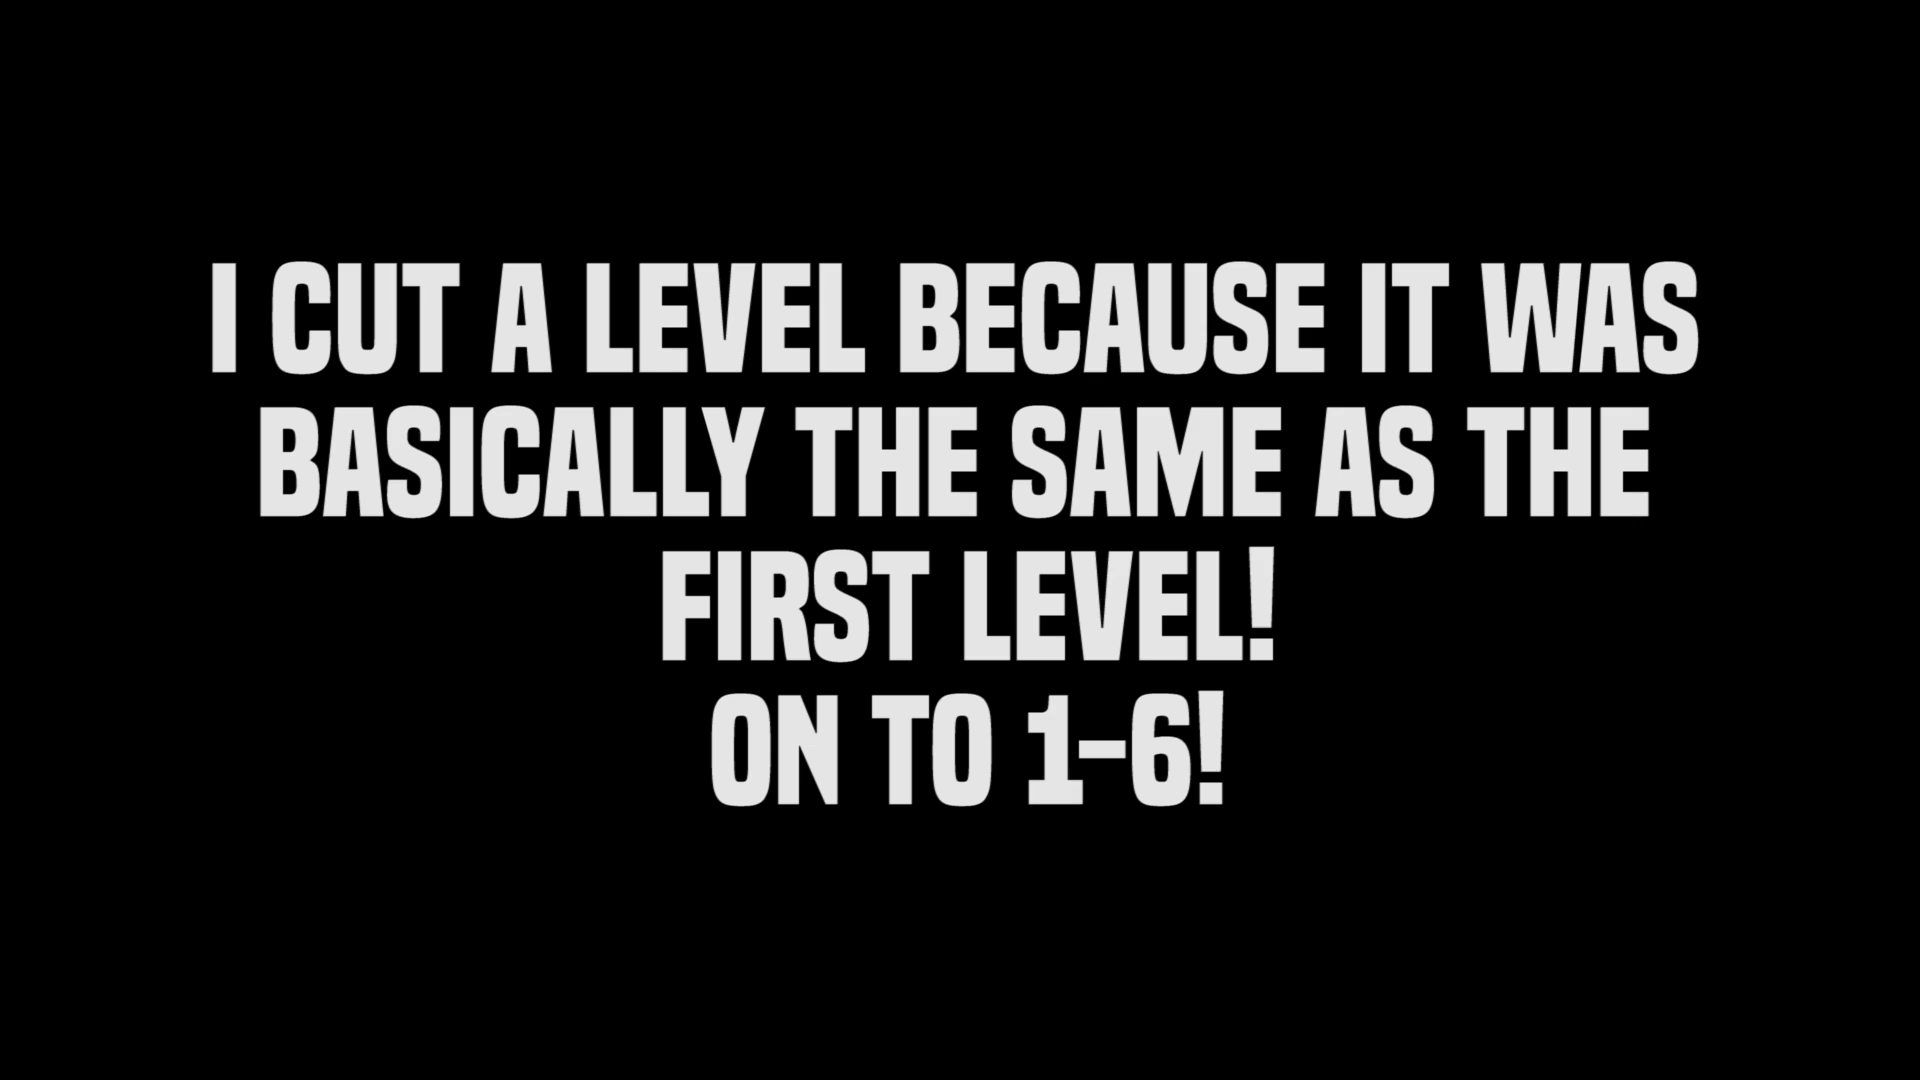 I CUT A LEVEL BECAUSE IT WAS
BASICALLY THE SAME AS THE
FIRST LEVEL!
ON TO 1-6!